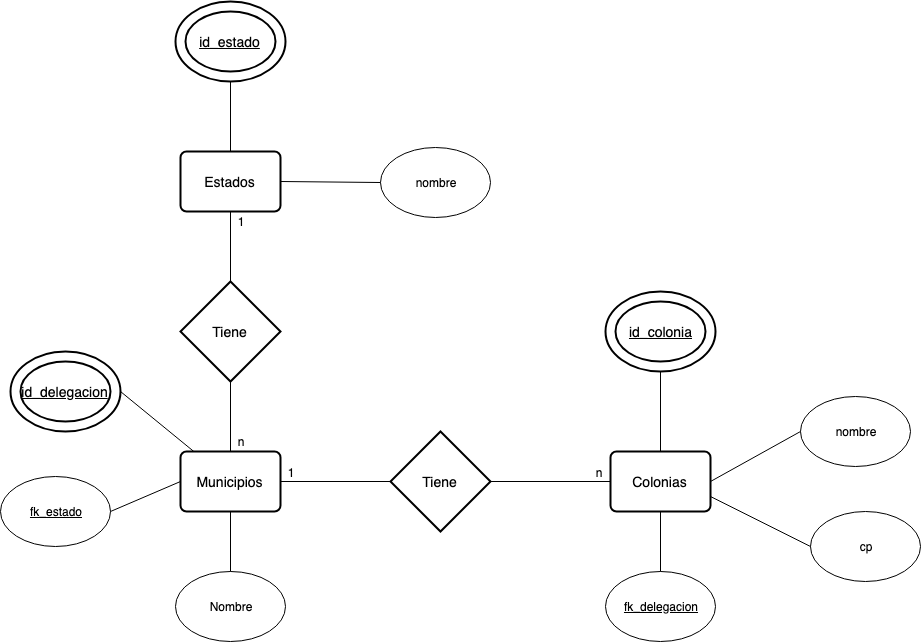 id_estado
Estados
nombre
1
Tiene
id_colonia
id_delegacion
nombre
n
Municipios
1
Tiene
n
Colonias
fk_estado
cp
Nombre
fk_delegacion